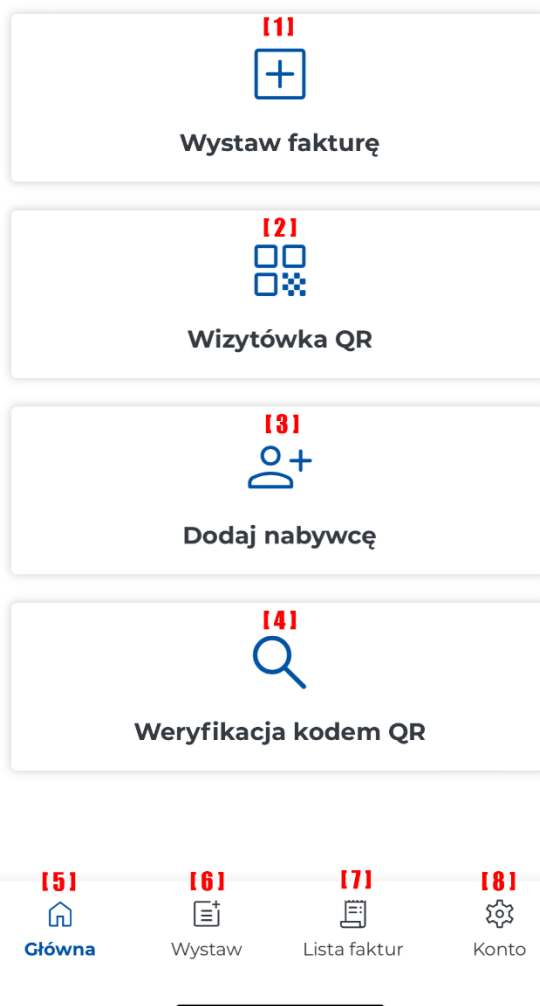 [1]
Wystaw fakturę
[2]
Wizytówka QR
[3]
Dodaj nabywcę
[4]
Weryfikacja kodem QR
[5] [6] [7] [8]
Główna Wystaw Lista faktur Konto